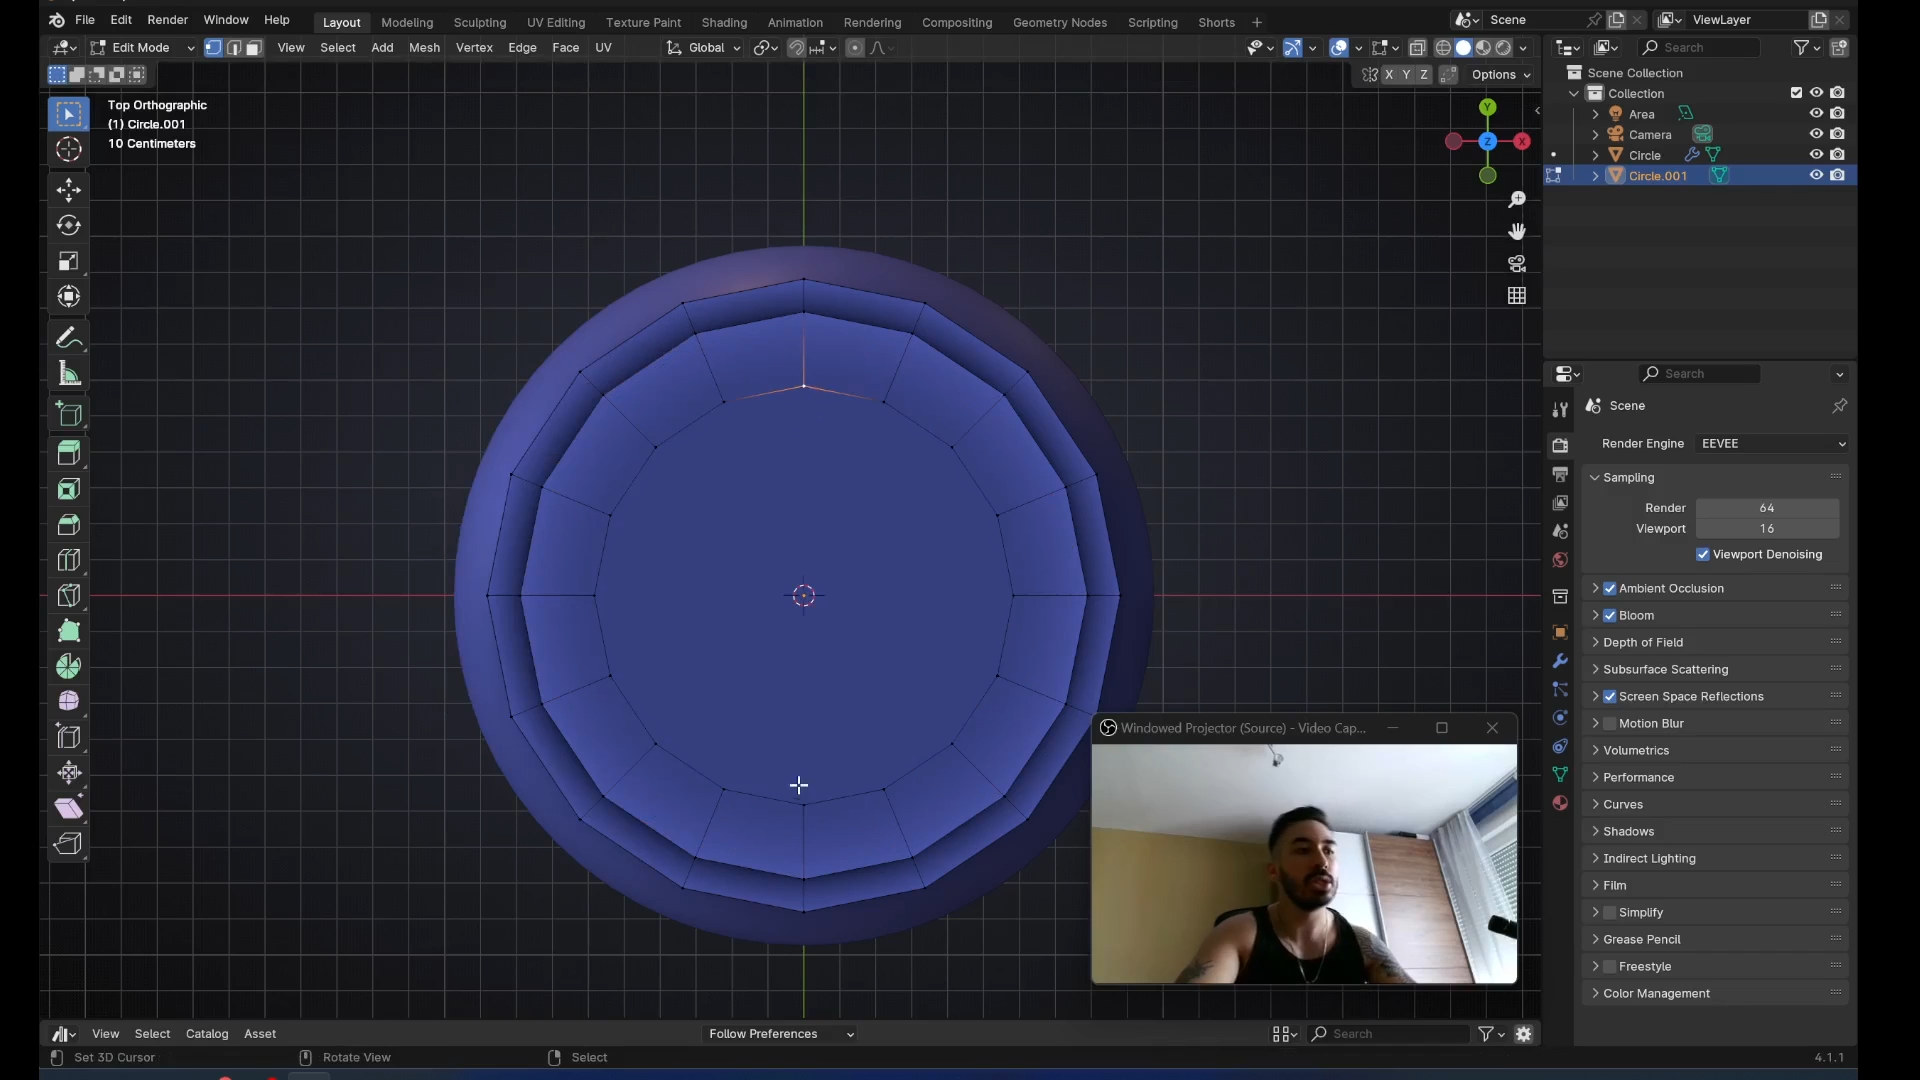 File Edit Render Window Help Layout Modeling Sculpting UV Editing Texture Paint Shading Animation Rendering Compositing Geometry Nodes Scripting Shorts + Scene ViewLayer
Edit Mode View Select Add Mesh Vertex Edge Face UV Global Search
X Y Z Options
Scene Collection
Collection
Area
Camera
Circle
Circle.001
Top Orthographic
(1) Circle.001
10 Centimeters
Y
Z
X
Search
Scene
Render Engine EEVEE
Sampling
Render 64
Viewport 16
Viewport Denoising
Ambient Occlusion
Bloom
Depth of Field
Subsurface Scattering
Screen Space Reflections
Motion Blur
Volumetrics
Performance
Curves
Shadows
Indirect Lighting
Film
Simplify
Grease Pencil
Freestyle
Color Management
Windowed Projector (Source) - Video Cap...
View Select Catalog Asset Follow Preferences Search
Set 3D Cursor Rotate View Select 4.1.1